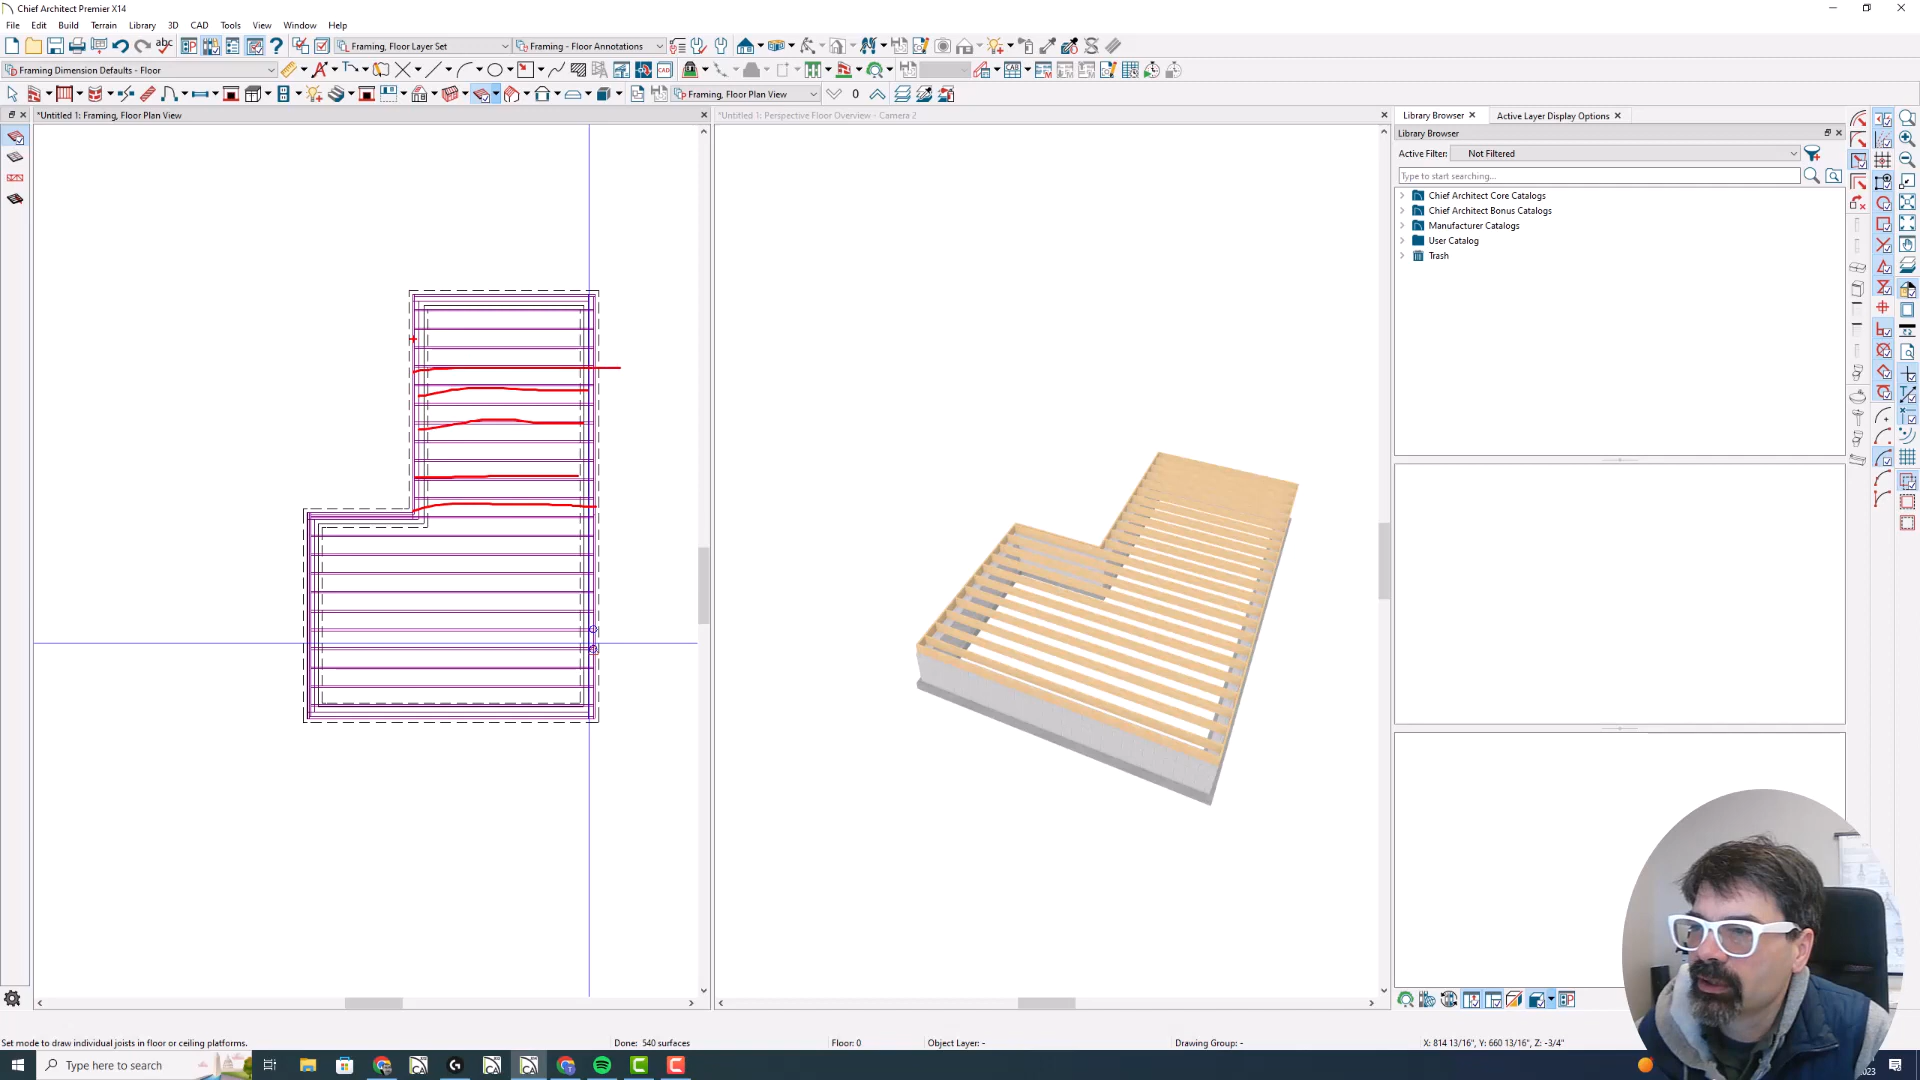 Chief Architect Premier X14
File Edit Build Terrain Library 3D CAD Tools View Window Help
Framing, Floor Layer Set
Framing - Floor Annotations
Framing Dimension Defaults - Floor
Framing, Floor Plan View
0
*Untitled 1: Framing, Floor Plan View
*Untitled 1: Perspective Floor Overview - Camera 2
Library Browser
Active Layer Display Options
Library Browser
Active Filter: Not Filtered
Type to start searching...
Chief Architect Core Catalogs
Chief Architect Bonus Catalogs
Manufacturer Catalogs
User Catalog
Trash
Set mode to draw individual joists in floor or ceiling platforms.
Done: 540 surfaces
Floor: 0
Object Layer: -
Drawing Group: -
X: 814 13/16", Y: 660 13/16", Z: -3/4"
Type here to search